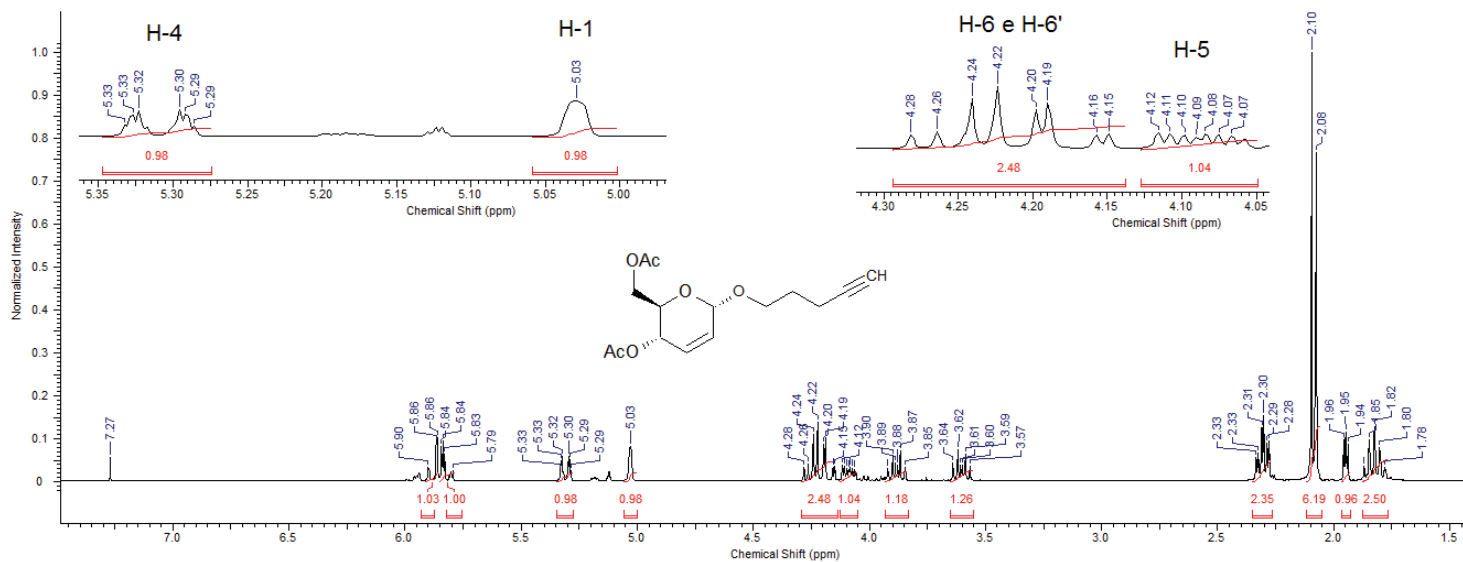 H-4
H-1
H-6 e H-6'
H-5
5.33 5.33 5.32 5.30 5.29 5.29
5.03
4.28 4.26 4.24 4.22 4.20 4.19 4.16 4.15
4.12 4.11 4.10 4.09 4.08 4.07 4.07
0.98
0.98
2.48
1.04
5.35 5.30 5.25 5.20 5.15 5.10 5.05 5.00
Chemical Shift (ppm)
4.30 4.25 4.20 4.15 4.10 4.05
Chemical Shift (ppm)
Normalized Intensity
1.0
0.9
0.8
0.7
0.6
0.5
0.4
0.3
0.2
0.1
0
OAc
O
O
CH
AcO
2.10
2.08
7.27
5.90 5.86 5.86 5.84 5.84 5.83 5.79
5.33 5.33 5.32 5.30 5.29 5.29
5.03
4.28 4.26 4.24 4.22 4.20 4.19 4.15 4.12
3.90 3.89 3.88 3.87 3.85
3.64 3.62 3.61 3.60 3.59 3.57
2.33 2.33 2.31 2.30 2.29 2.28
1.96 1.95 1.94 1.85 1.82 1.80 1.78
1.03 1.00 0.98 0.98 2.48 1.04 1.18 1.26 2.35 6.19 0.96 2.50
7.0 6.5 6.0 5.5 5.0 4.5 4.0 3.5 3.0 2.5 2.0 1.5
Chemical Shift (ppm)